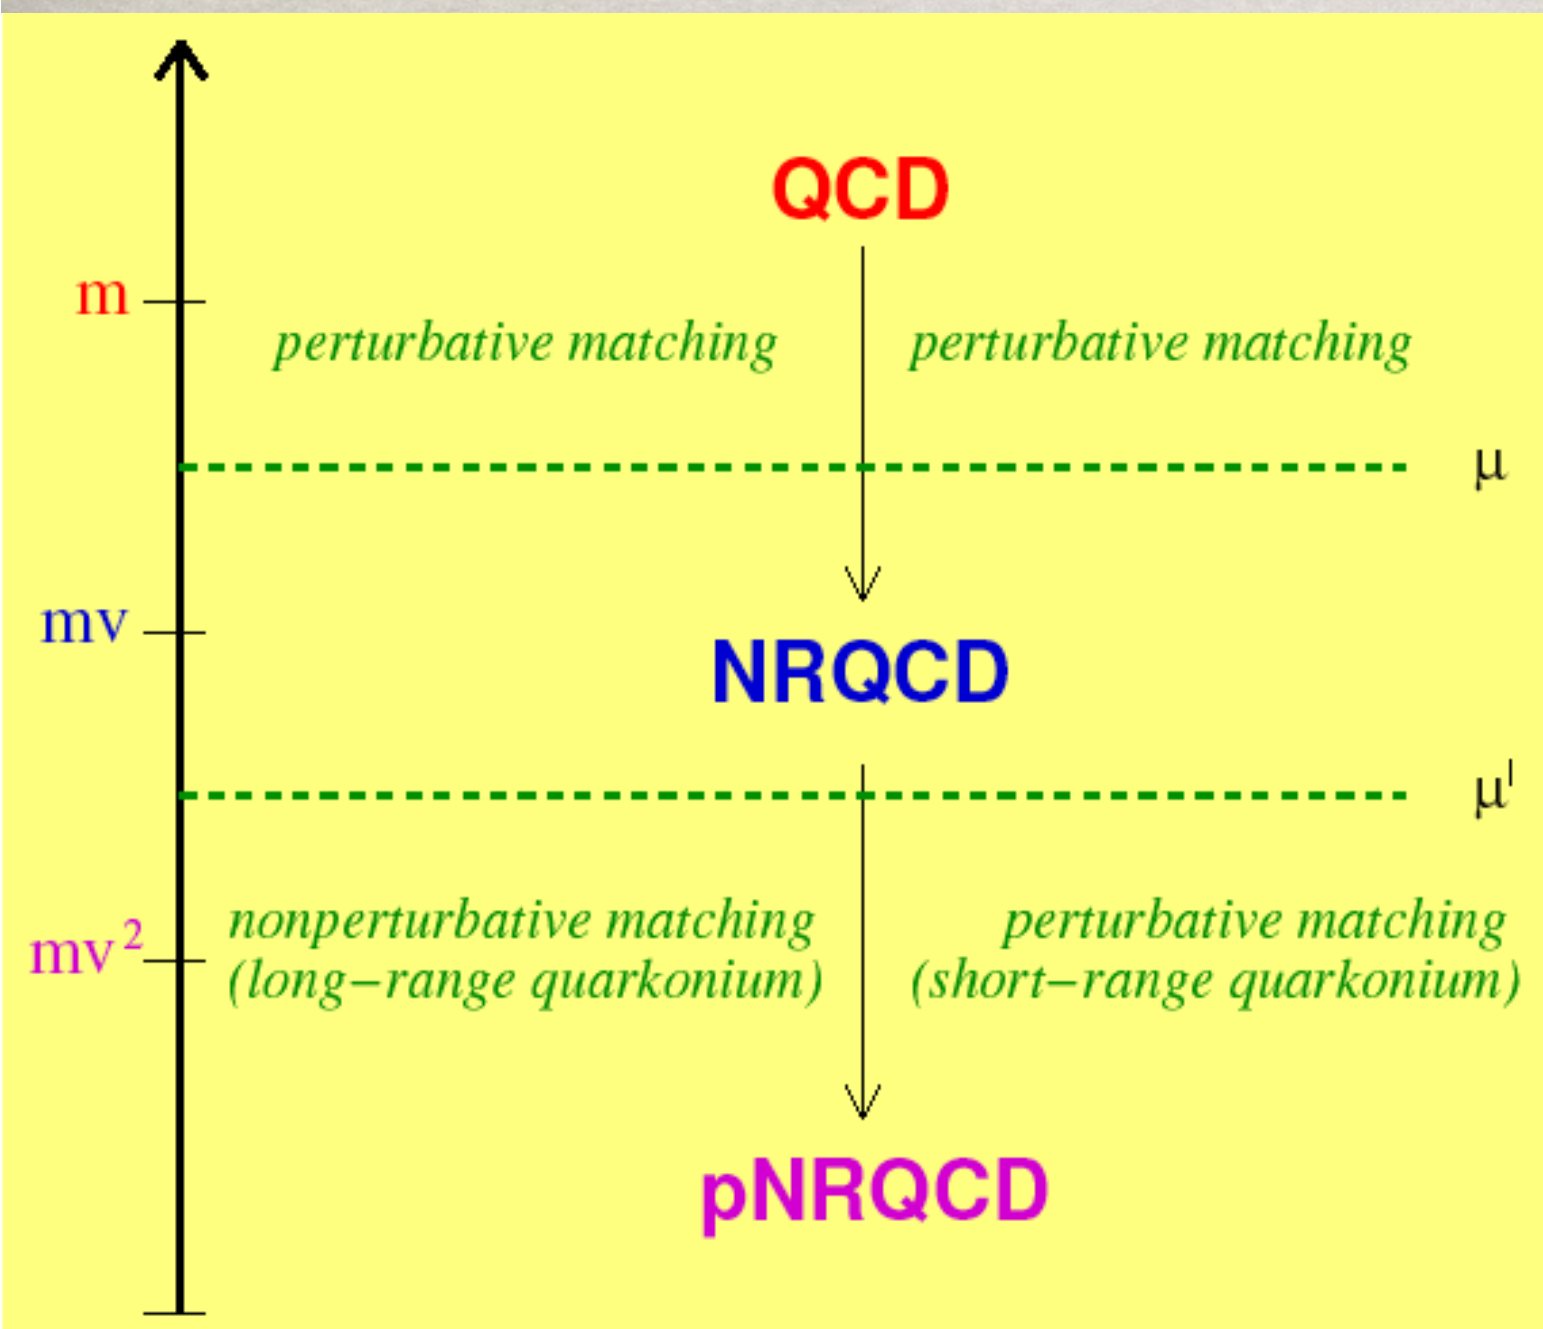 QCD
m
perturbative matching perturbative matching
μ
mv
NRQCD
μ'
nonperturbative matching perturbative matching
mv²
(long−range quarkonium) (short−range quarkonium)
pNRQCD